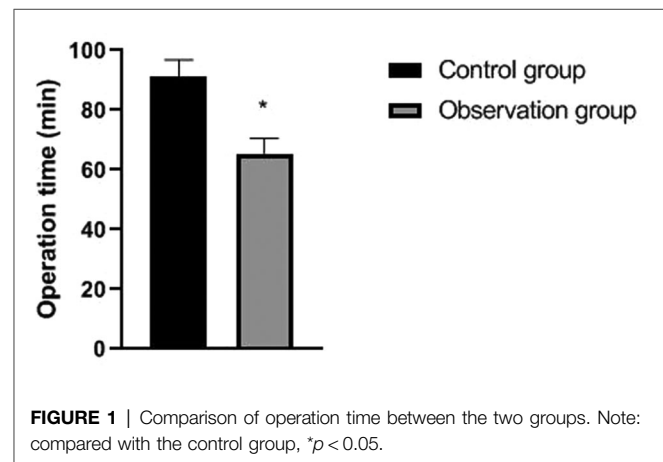 100
80
60
40
20
0
Operation time (min)
*
Control group
Observation group
FIGURE 1 | Comparison of operation time between the two groups. Note:
compared with the control group, *p < 0.05.